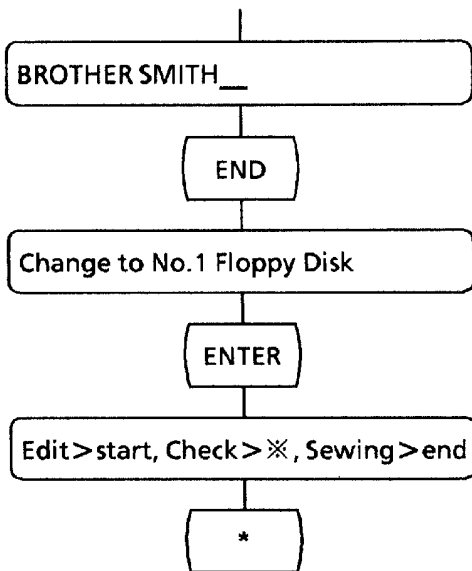 BROTHER SMITH__
END
Change to No.1 Floppy Disk
ENTER
Edit>start, Check>※, Sewing>end
*